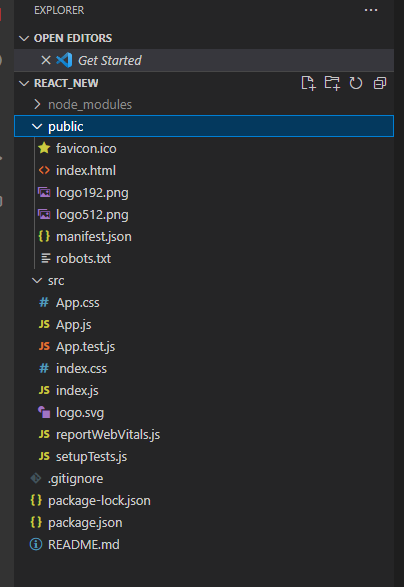 EXPLORER
OPEN EDITORS
Get Started
REACT_NEW
node_modules
public
favicon.ico
index.html
logo192.png
logo512.png
manifest.json
robots.txt
src
App.css
JS App.js
JS App.test.js
index.css
JS index.js
logo.svg
JS reportWebVitals.js
JS setupTests.js
.gitignore
package-lock.json
package.json
README.md